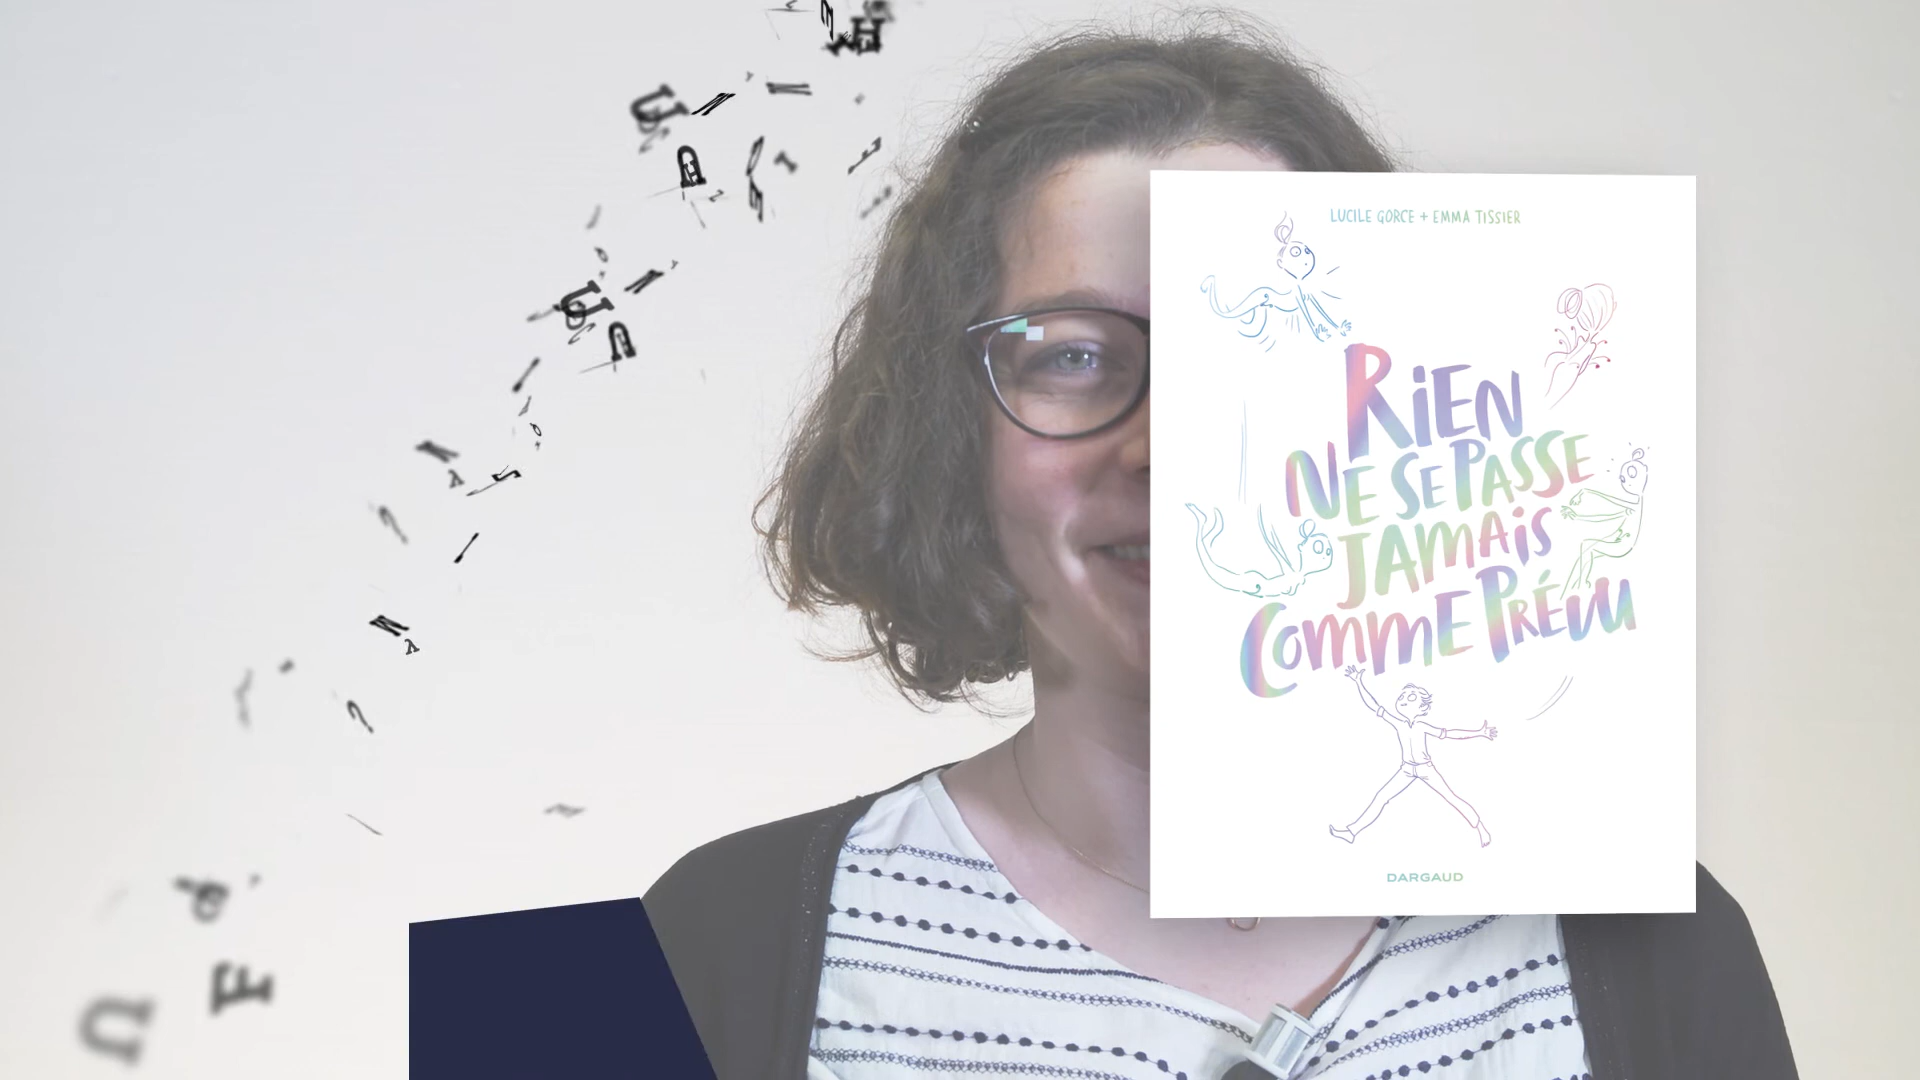 LUCILE GORCE + EMMA TISSIER
RIEN
NE SE PASSE
JAMAIS
COMME PRÉVU
DARGAUD